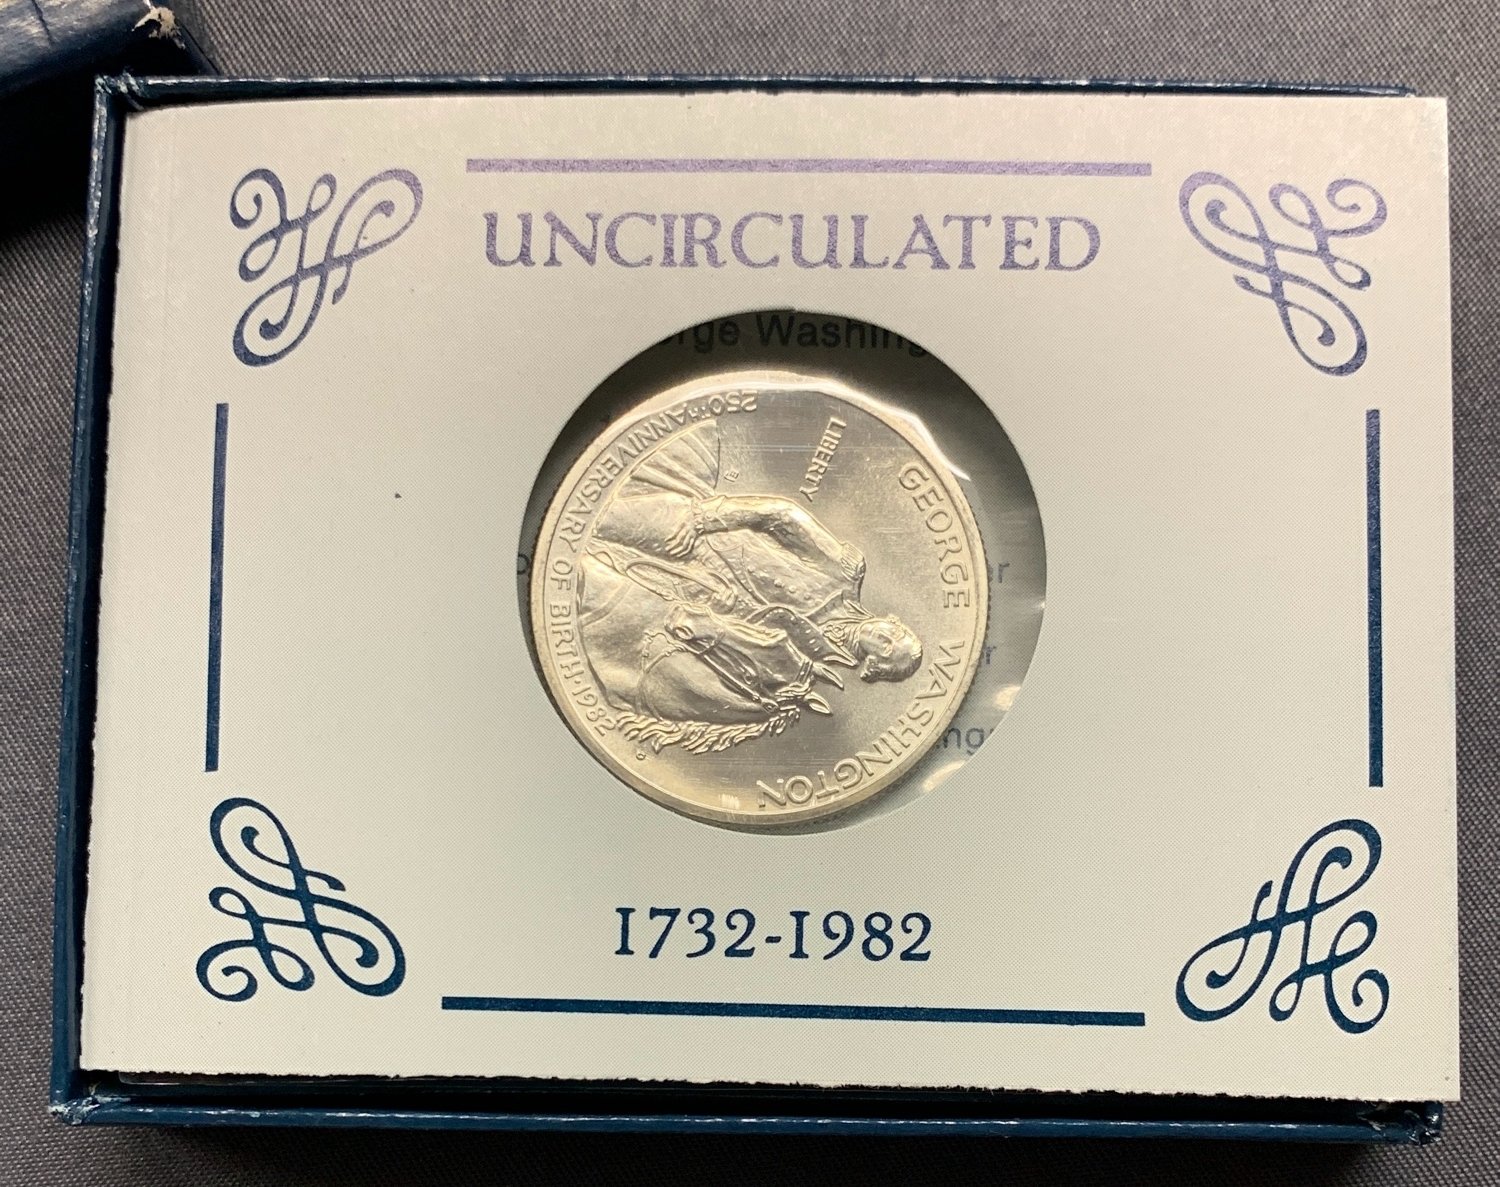 UNCIRCULATED
rge Washing
GEORGE WASHINGTON
LIBERTY
250TH ANNIVERSARY OF BIRTH·1982
1732-1982